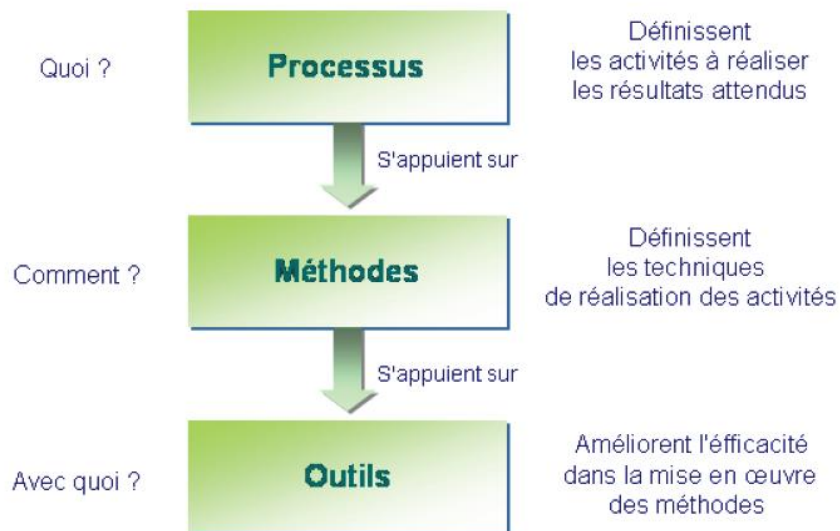 Quoi ?
Processus
Définissent
les activités à réaliser
les résultats attendus
S'appuient sur
Comment ?
Méthodes
Définissent
les techniques
de réalisation des activités
S'appuient sur
Avec quoi ?
Outils
Améliorent l'éfficacité
dans la mise en œuvre
des méthodes